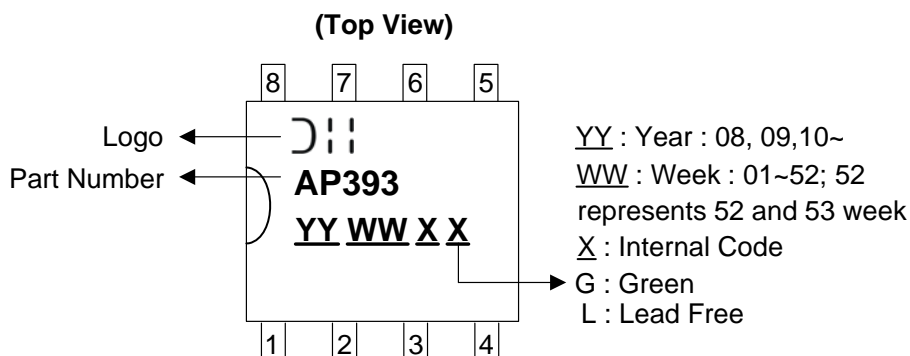 (Top View)
8 7 6 5
Logo
Part Number
AP393
YY WW X X
YY : Year : 08, 09,10~
WW : Week : 01~52; 52
represents 52 and 53 week
X : Internal Code
G : Green
L : Lead Free
1 2 3 4